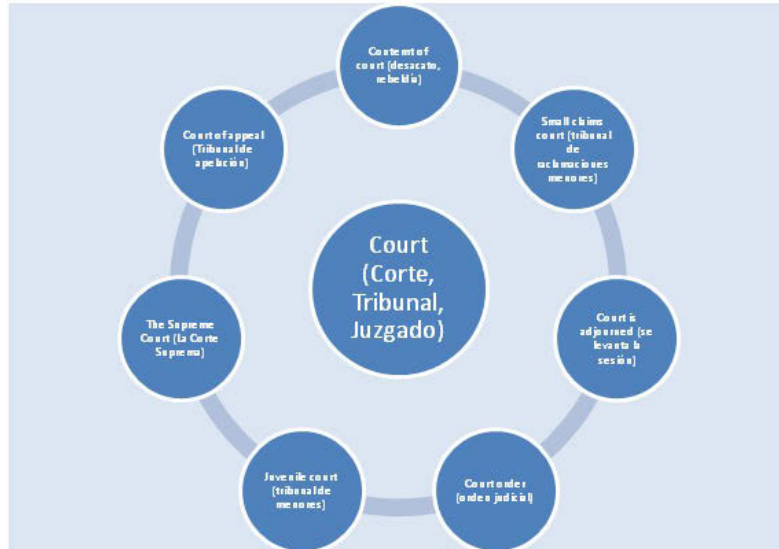 Contemt of
court (desacato,
rebeldía)
Small claims
court (tribunal
de
raclamaciones
menores)
Court is
adjourned (se
levanta la
sesión)
Court order
(orden judicial)
Juvenile court
(tribunal de
menores)
The Supreme
Court (La Corte
Suprema)
Court of appeal
(Tribunal de
apelación)
Court
(Corte,
Tribunal,
Juzgado)